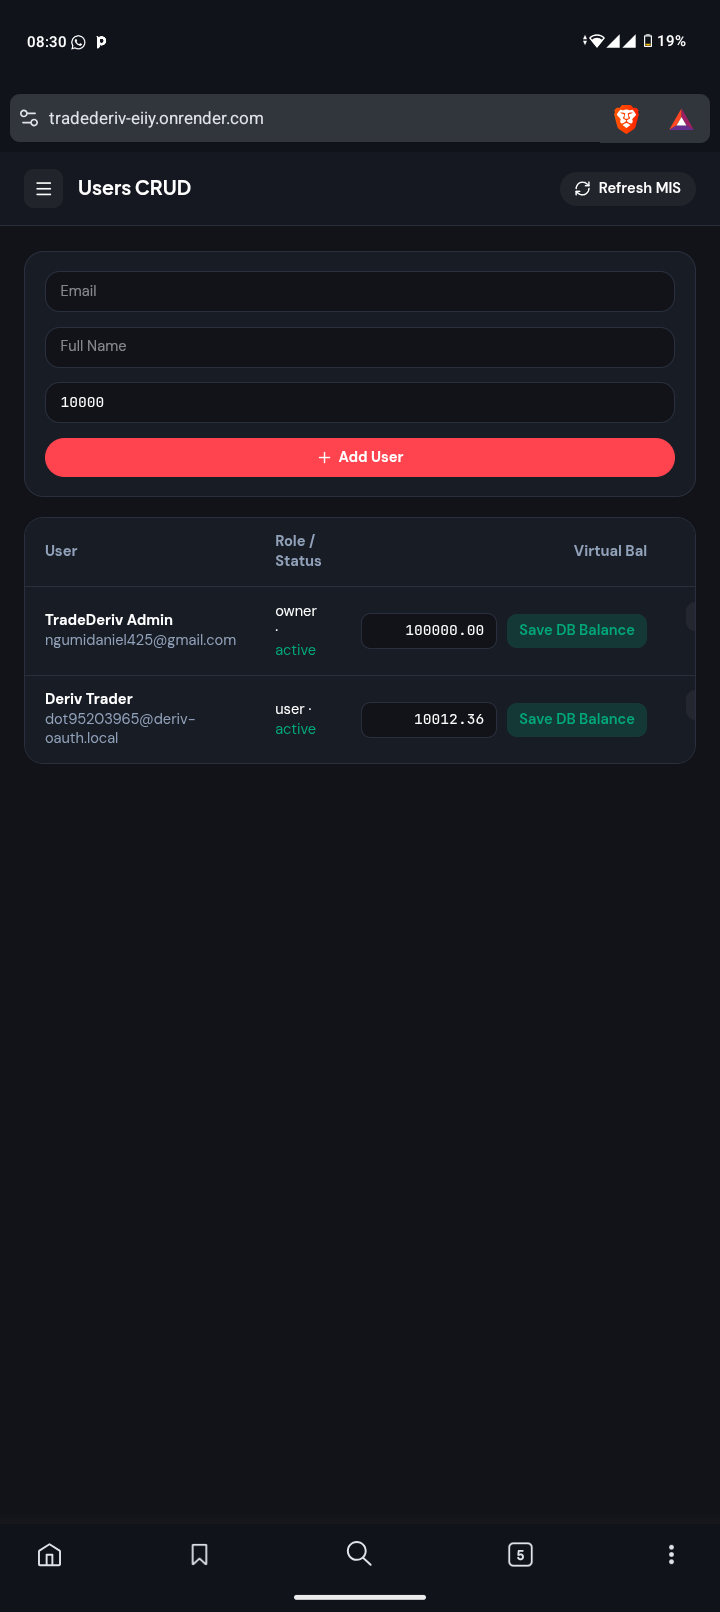 08:30
19%
tradederiv-eiiy.onrender.com
Users CRUD
Refresh MIS
Email
Full Name
10000
+ Add User
User
Role /
Status
Virtual Bal
TradeDeriv Admin
ngumidaniel425@gmail.com
owner
·
active
100000.00
Save DB Balance
Deriv Trader
dot95203965@deriv-
oauth.local
user ·
active
10012.36
Save DB Balance
5